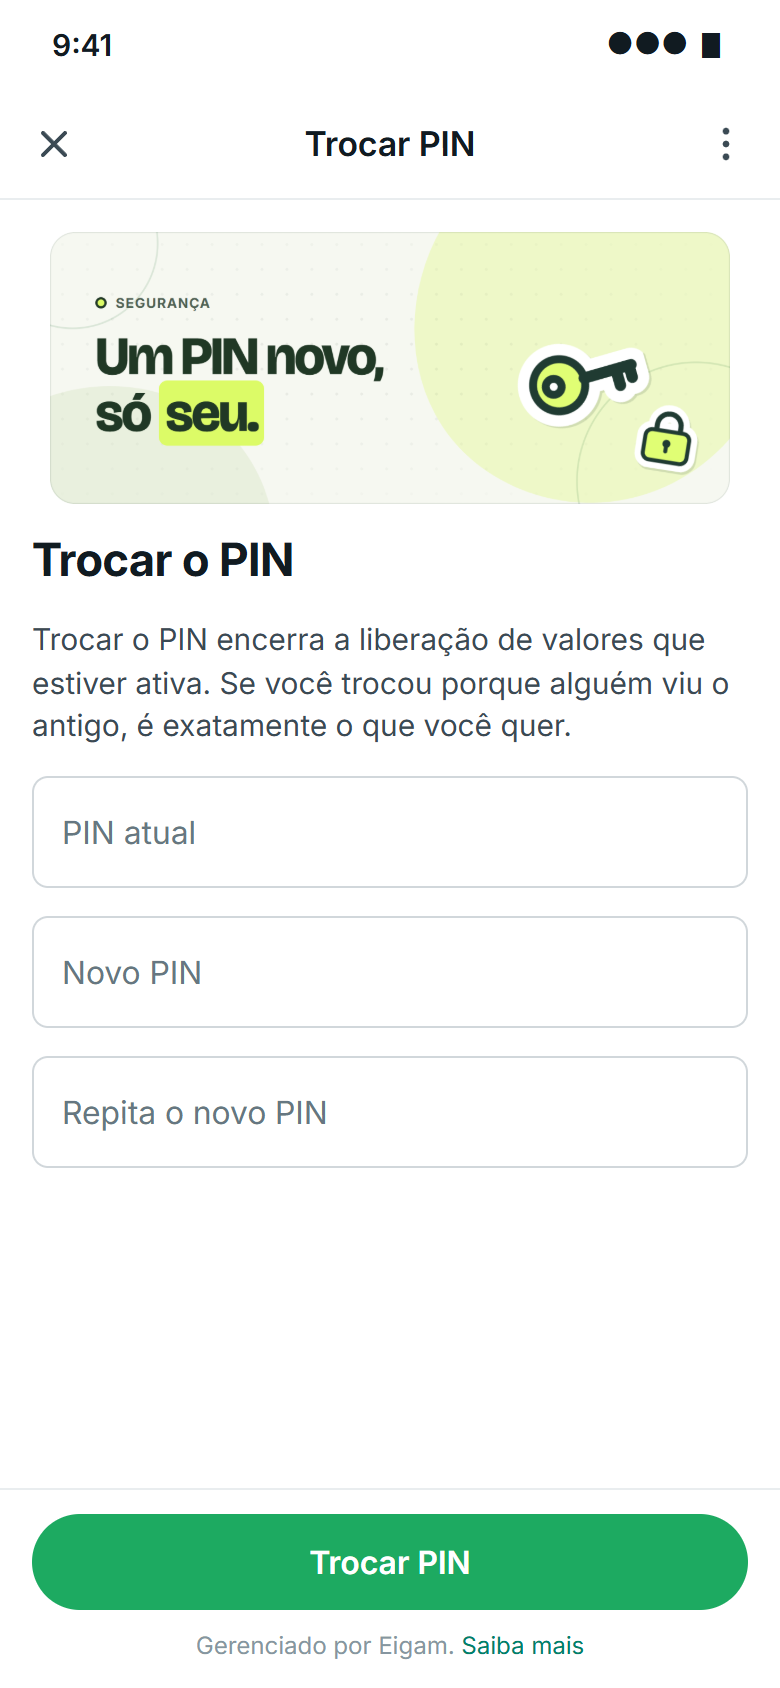 9:41
Trocar PIN
SEGURANÇA
Um PIN novo,
só seu.
Trocar o PIN
Trocar o PIN encerra a liberação de valores que
estiver ativa. Se você trocou porque alguém viu o
antigo, é exatamente o que você quer.
PIN atual
Novo PIN
Repita o novo PIN
Trocar PIN
Gerenciado por Eigam. Saiba mais